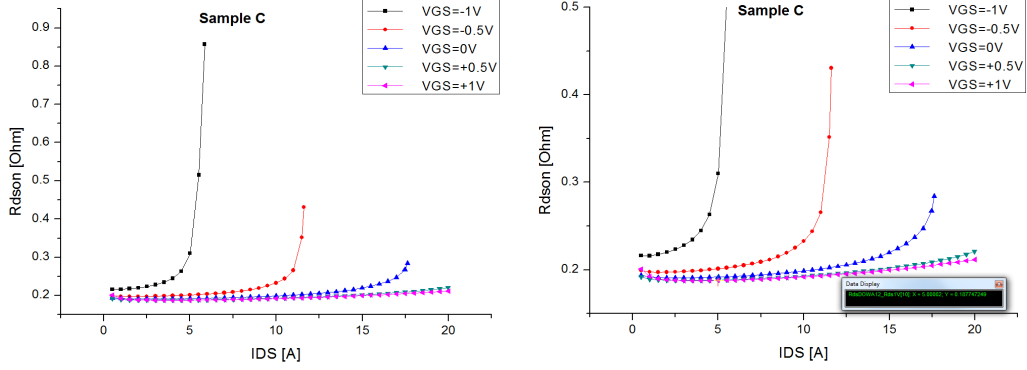 Sample C
VGS=-1V
VGS=-0.5V
VGS=0V
VGS=+0.5V
VGS=+1V
0.9
0.8
0.7
0.6
0.5
0.4
0.3
0.2
Rdson [Ohm]
0
5
10
15
20
IDS [A]
Sample C
VGS=-1V
VGS=-0.5V
VGS=0V
VGS=+0.5V
VGS=+1V
0.5
0.4
0.3
0.2
Rdson [Ohm]
Data Display
0
5
10
15
20
IDS [A]